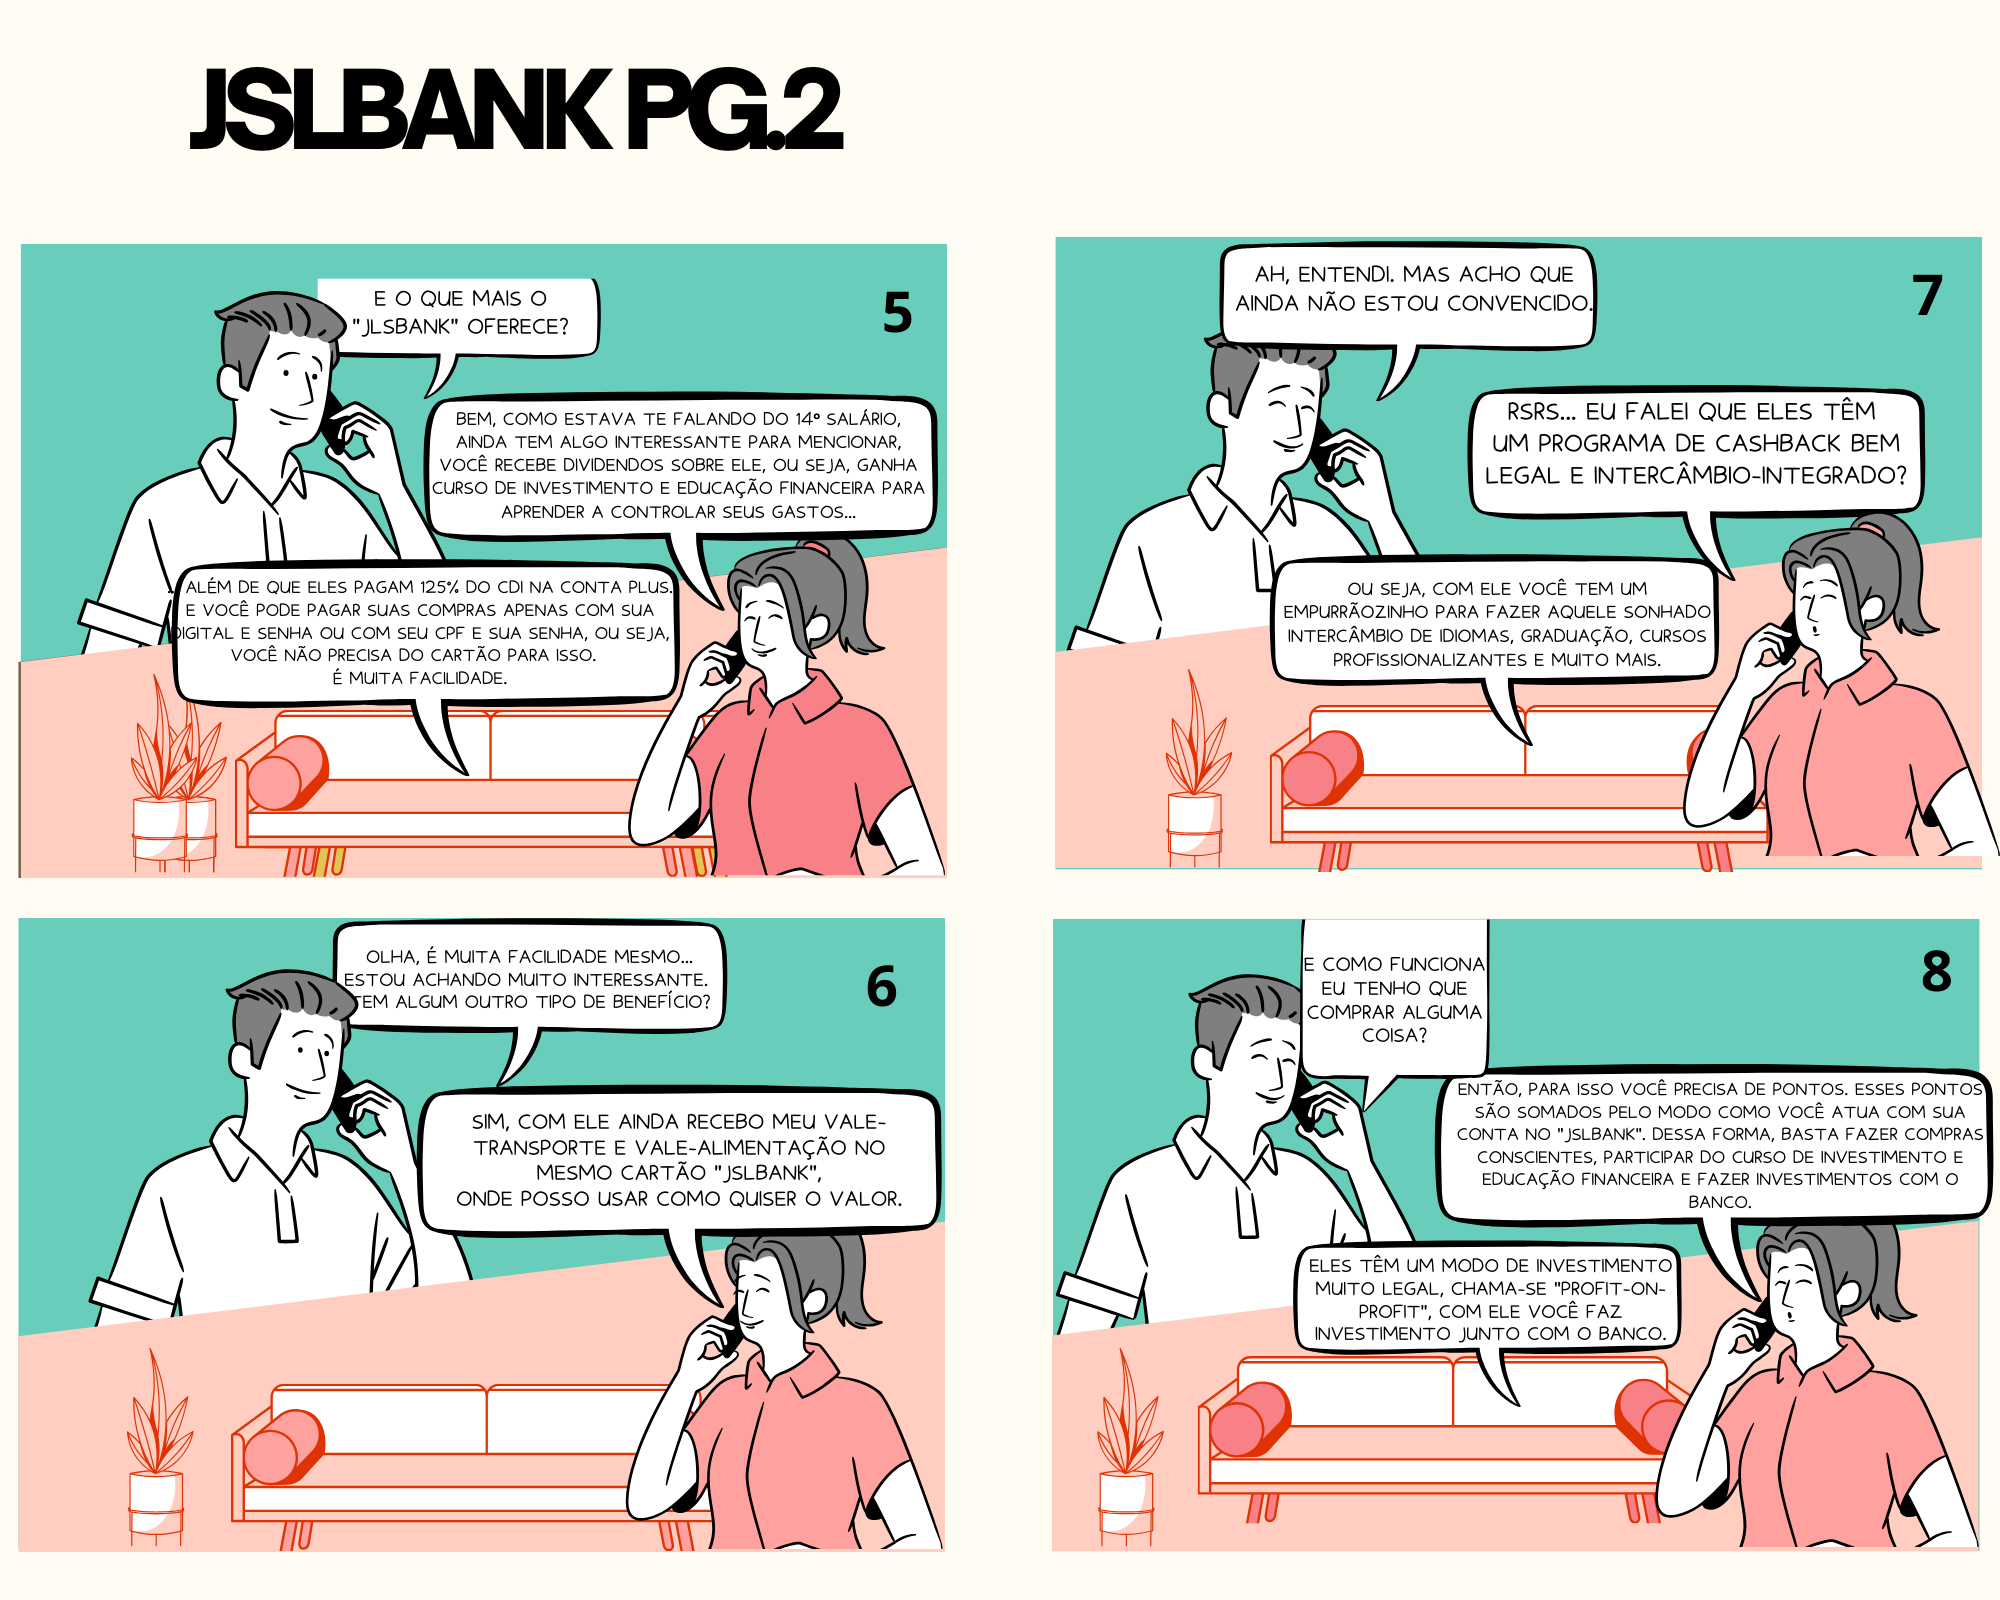 JSLBANK PG.2
5
E O QUE MAIS O
"JLSBANK" OFERECE?
BEM, COMO ESTAVA TE FALANDO DO 14º SALÁRIO,
AINDA TEM ALGO INTERESSANTE PARA MENCIONAR,
VOCÊ RECEBE DIVIDENDOS SOBRE ELE, OU SEJA, GANHA
CURSO DE INVESTIMENTO E EDUCAÇÃO FINANCEIRA PARA
APRENDER A CONTROLAR SEUS GASTOS...
ALÉM DE QUE ELES PAGAM 125% DO CDI NA CONTA PLUS.
E VOCÊ PODE PAGAR SUAS COMPRAS APENAS COM SUA
DIGITAL E SENHA OU COM SEU CPF E SUA SENHA, OU SEJA,
VOCÊ NÃO PRECISA DO CARTÃO PARA ISSO.
É MUITA FACILIDADE.
6
OLHA, É MUITA FACILIDADE MESMO...
ESTOU ACHANDO MUITO INTERESSANTE.
TEM ALGUM OUTRO TIPO DE BENEFÍCIO?
SIM, COM ELE AINDA RECEBO MEU VALE-
TRANSPORTE E VALE-ALIMENTAÇÃO NO
MESMO CARTÃO "JSLBANK",
ONDE POSSO USAR COMO QUISER O VALOR.
7
AH, ENTENDI. MAS ACHO QUE
AINDA NÃO ESTOU CONVENCIDO.
RSRS... EU FALEI QUE ELES TÊM
UM PROGRAMA DE CASHBACK BEM
LEGAL E INTERCÂMBIO-INTEGRADO?
OU SEJA, COM ELE VOCÊ TEM UM
EMPURRÃOZINHO PARA FAZER AQUELE SONHADO
INTERCÂMBIO DE IDIOMAS, GRADUAÇÃO, CURSOS
PROFISSIONALIZANTES E MUITO MAIS.
8
E COMO FUNCIONA
EU TENHO QUE
COMPRAR ALGUMA
COISA?
ENTÃO, PARA ISSO VOCÊ PRECISA DE PONTOS. ESSES PONTOS
SÃO SOMADOS PELO MODO COMO VOCÊ ATUA COM SUA
CONTA NO "JSLBANK". DESSA FORMA, BASTA FAZER COMPRAS
CONSCIENTES, PARTICIPAR DO CURSO DE INVESTIMENTO E
EDUCAÇÃO FINANCEIRA E FAZER INVESTIMENTOS COM O
BANCO.
ELES TÊM UM MODO DE INVESTIMENTO
MUITO LEGAL, CHAMA-SE "PROFIT-ON-
PROFIT", COM ELE VOCÊ FAZ
INVESTIMENTO JUNTO COM O BANCO.